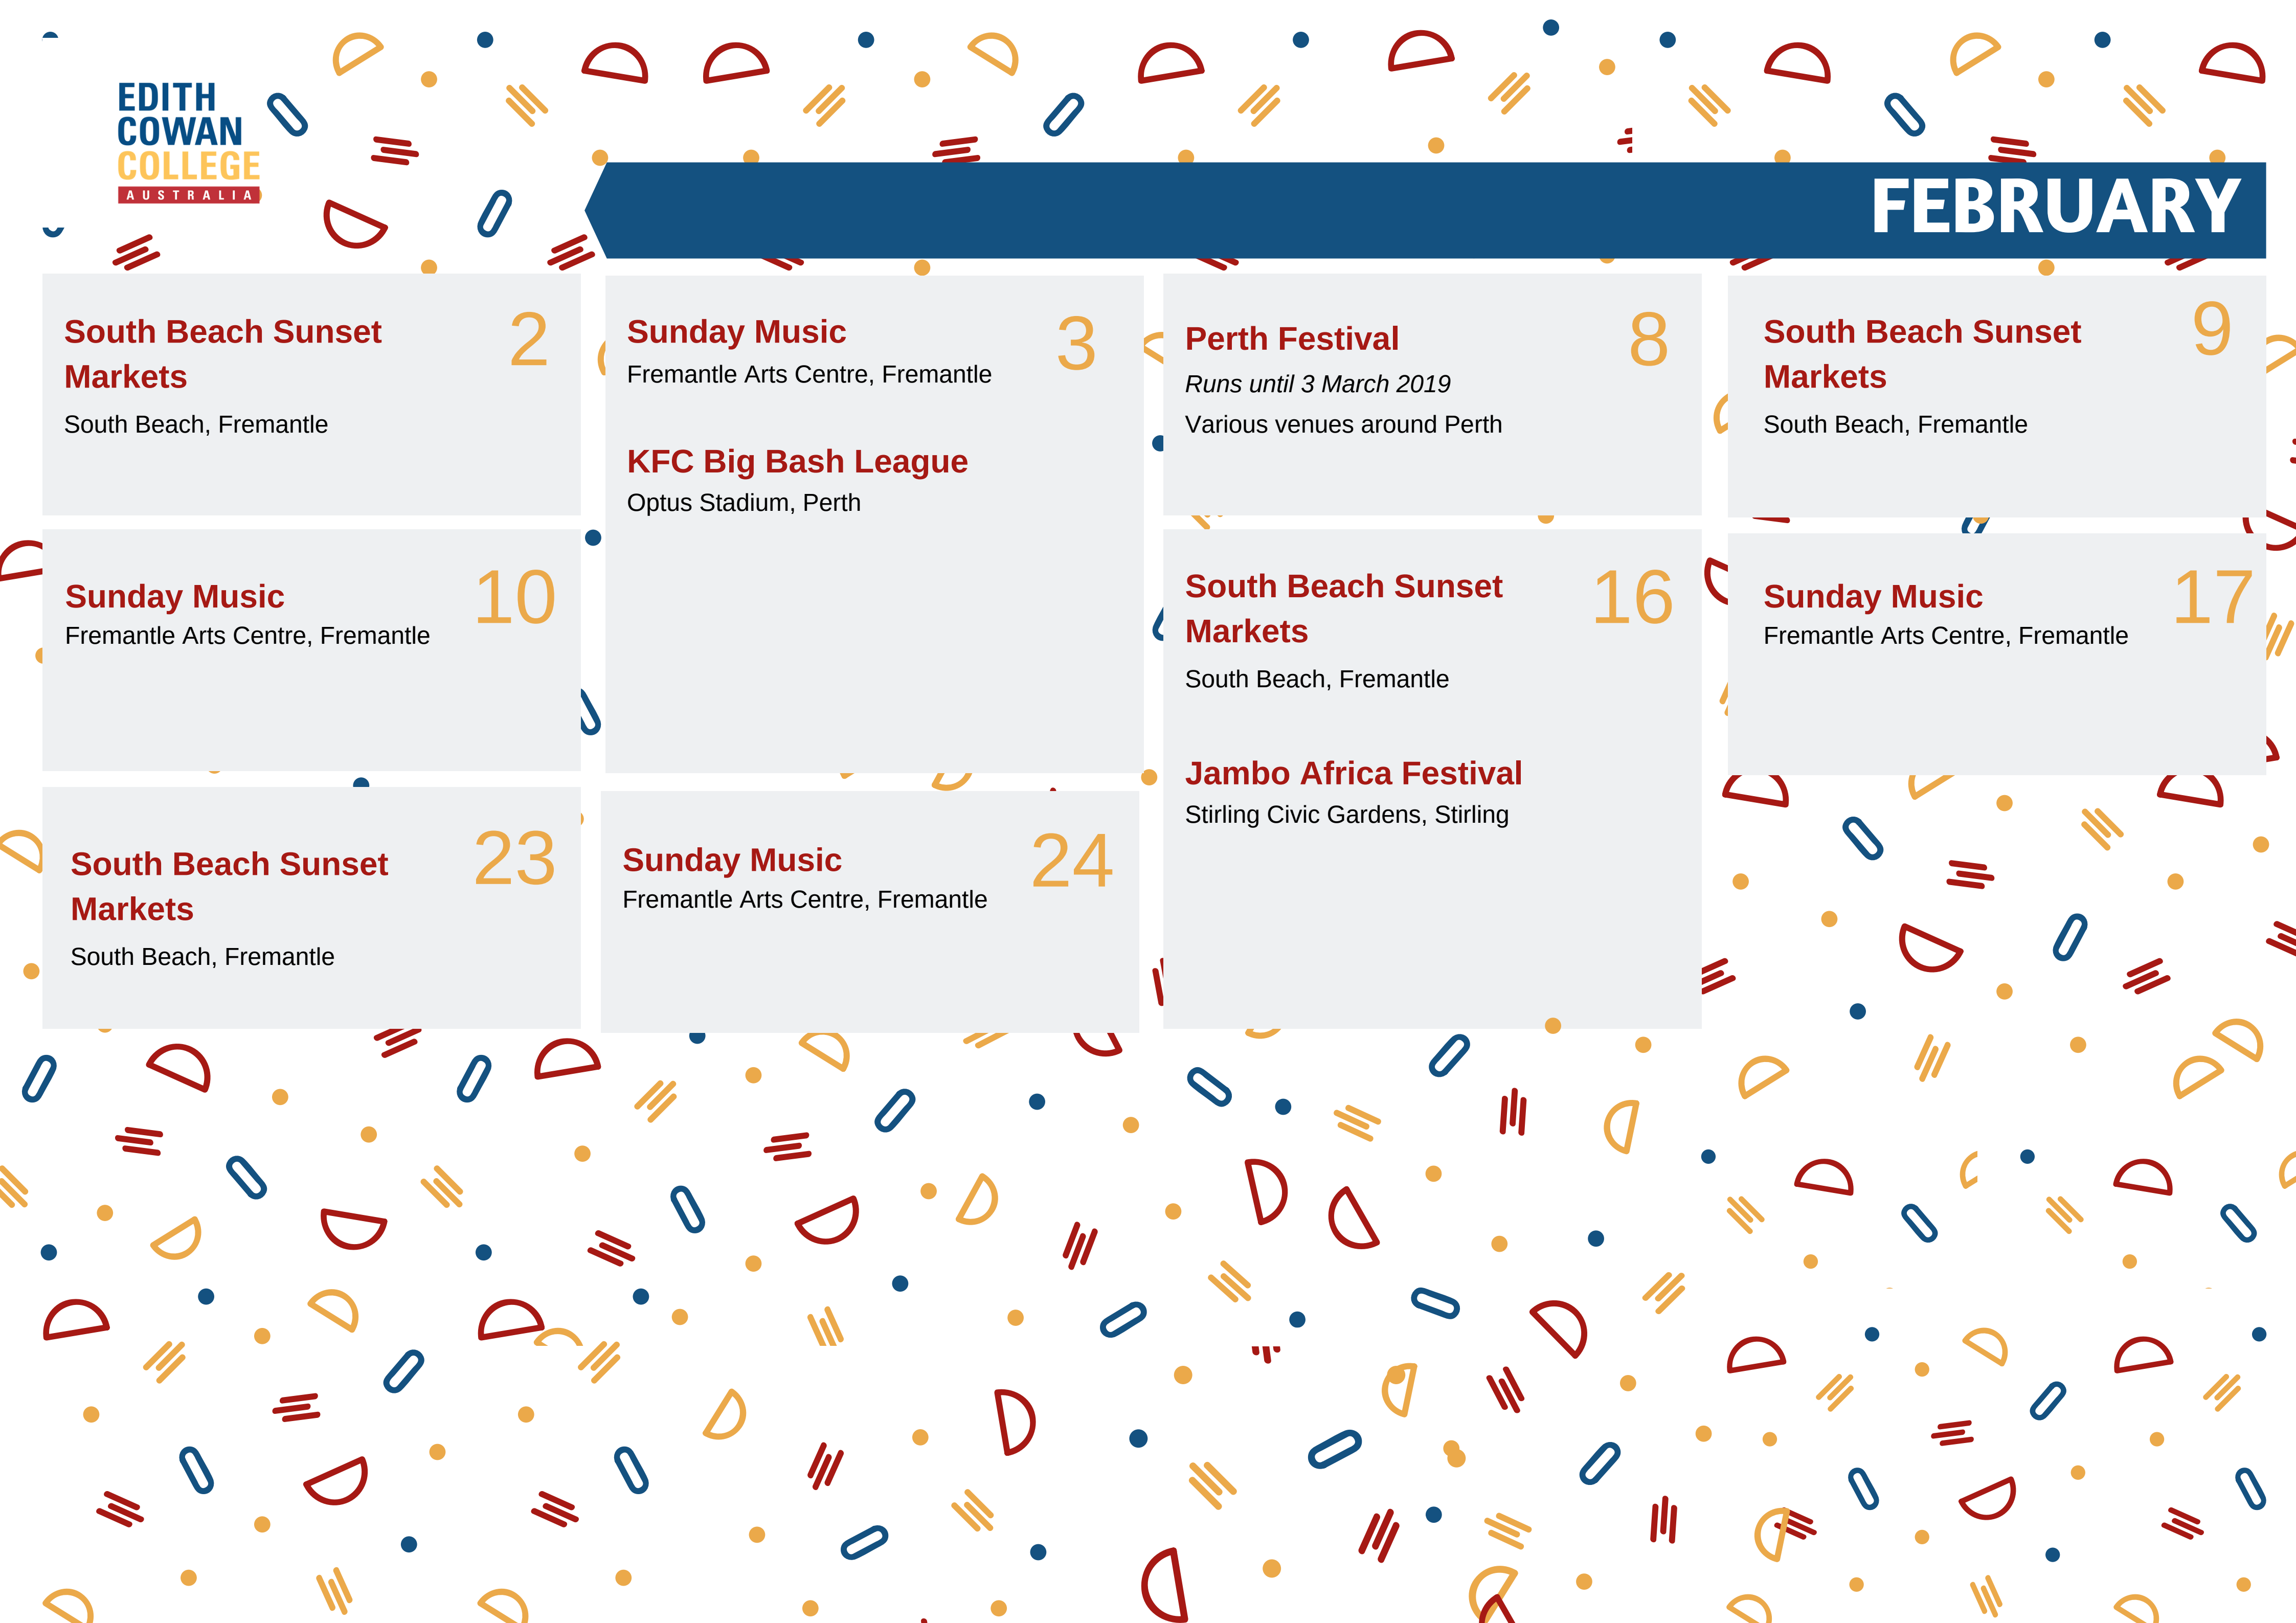 EDITH
COWAN
COLLEGE
AUSTRALIA
FEBRUARY
South Beach Sunset
Markets
South Beach, Fremantle
2
Sunday Music
Fremantle Arts Centre, Fremantle
KFC Big Bash League
Optus Stadium, Perth
3
Perth Festival
Runs until 3 March 2019
Various venues around Perth
8
South Beach Sunset
Markets
South Beach, Fremantle
9
Sunday Music
Fremantle Arts Centre, Fremantle
10
South Beach Sunset
Markets
South Beach, Fremantle
Jambo Africa Festival
Stirling Civic Gardens, Stirling
16
Sunday Music
Fremantle Arts Centre, Fremantle
17
South Beach Sunset
Markets
South Beach, Fremantle
23
Sunday Music
Fremantle Arts Centre, Fremantle
24